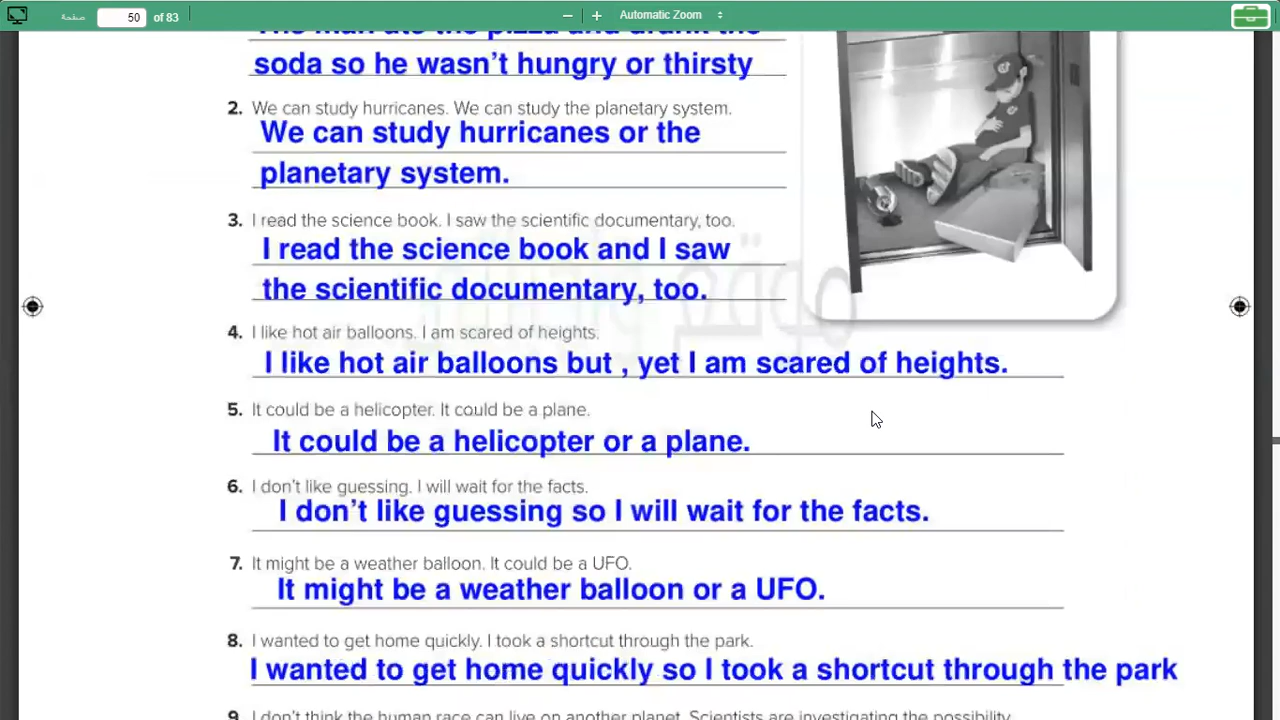 صفحة 50 of 83 Automatic Zoom
The man ate the pizza and drank the
soda so he wasn't hungry or thirsty
2. We can study hurricanes. We can study the planetary system.
We can study hurricanes or the
planetary system.
3. I read the science book. I saw the scientific documentary, too.
I read the science book and I saw
the scientific documentary, too.
4. I like hot air balloons. I am scared of heights.
I like hot air balloons but , yet I am scared of heights.
5. It could be a helicopter. It could be a plane.
It could be a helicopter or a plane.
6. I don't like guessing. I will wait for the facts.
I don't like guessing so I will wait for the facts.
7. It might be a weather balloon. It could be a UFO.
It might be a weather balloon or a UFO.
8. I wanted to get home quickly. I took a shortcut through the park.
I wanted to get home quickly so I took a shortcut through the park
9. I don't think the human race can live on another planet. Scientists are investigating the possibility.